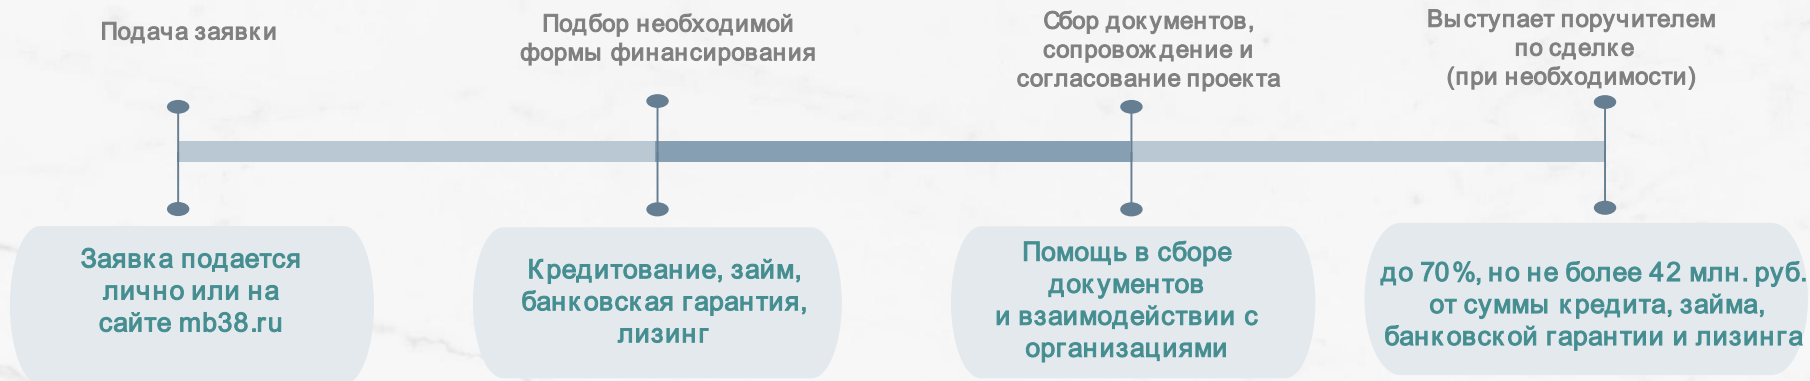 Подача заявки
Подбор необходимой
формы финансирования
Сбор документов,
сопровождение и
согласование проекта
Выступает поручителем
по сделке
(при необходимости)
Заявка подается
лично или на
сайте mb38.ru
Кредитование, займ,
банковская гарантия,
лизинг
Помощь в сборе
документов
и взаимодействии с
организациями
до 70%, но не более 42 млн. руб.
от суммы кредита, займа,
банковской гарантии и лизинга